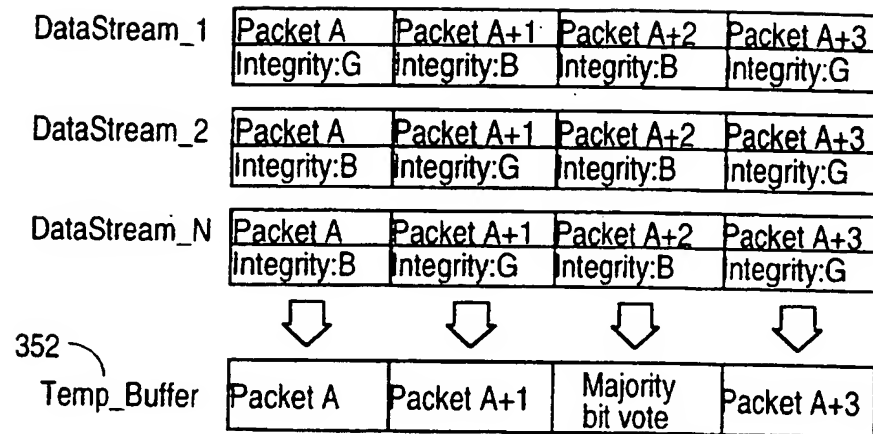 DataStream_1 Packet A Packet A+1 Packet A+2 Packet A+3
Integrity:G Integrity:B Integrity:B Integrity:G
DataStream_2 Packet A Packet A+1 Packet A+2 Packet A+3
Integrity:B Integrity:G Integrity:B Integrity:G
DataStream_N Packet A Packet A+1 Packet A+2 Packet A+3
Integrity:B Integrity:G Integrity:B Integrity:G
352
Temp_Buffer Packet A Packet A+1 Majority bit vote Packet A+3